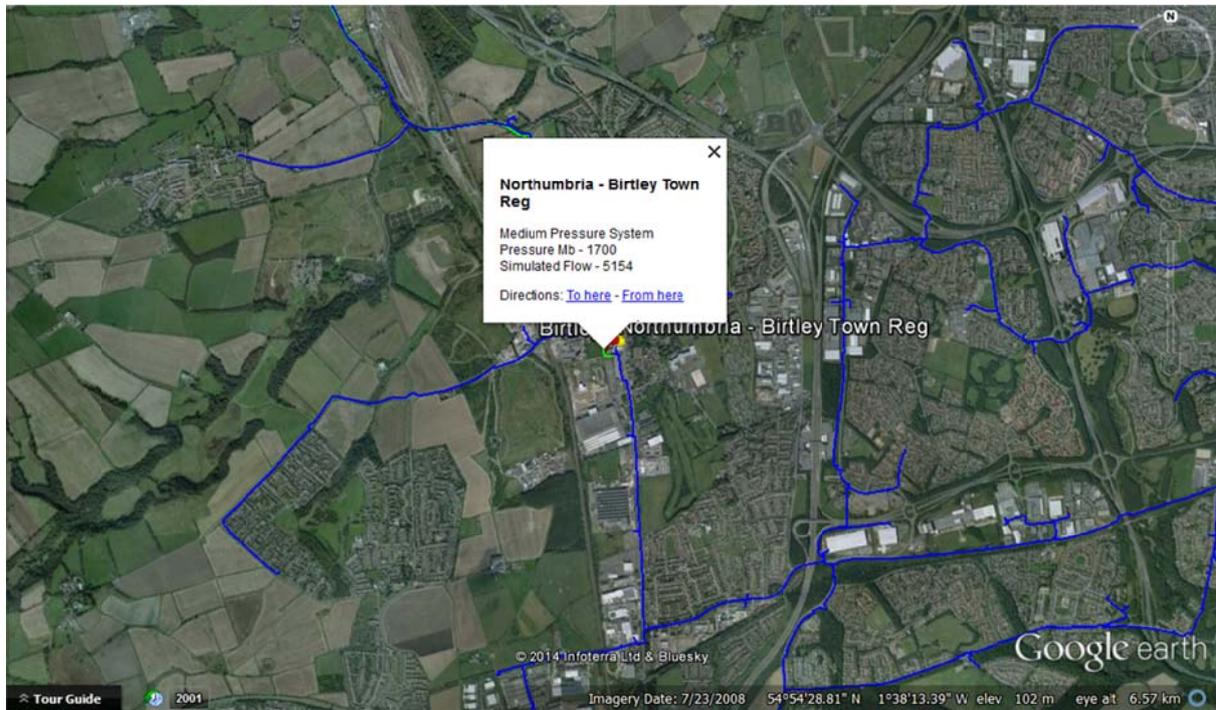 N
Northumbria - Birtley Town
Reg
Medium Pressure System
Pressure Mb - 1700
Simulated Flow - 5154
Directions: To here - From here
Northumbria - Birtley Town Reg
© 2014 Infoterra Ltd & Bluesky
Google earth
Tour Guide
2001
Imagery Date: 7/23/2008 54°54'28.81" N 1°38'13.39" W elev 102 m eye alt 6.57 km